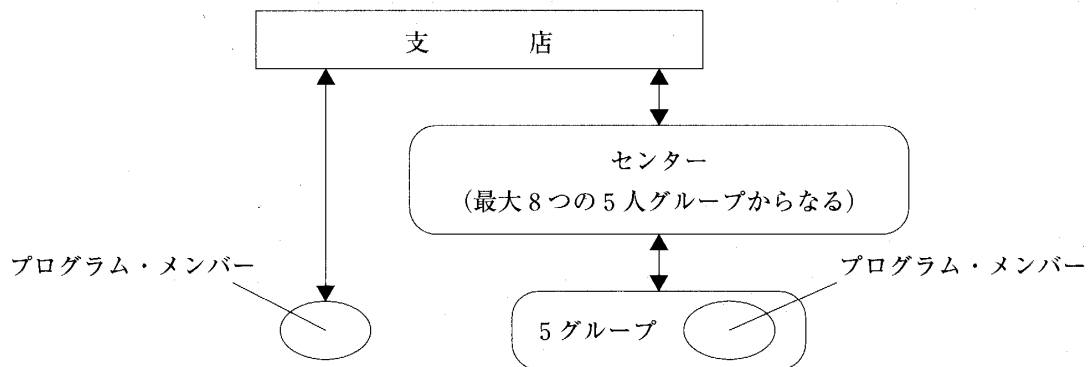 支店
センター
(最大8つの5人グループからなる)
プログラム・メンバー
プログラム・メンバー
5グループ